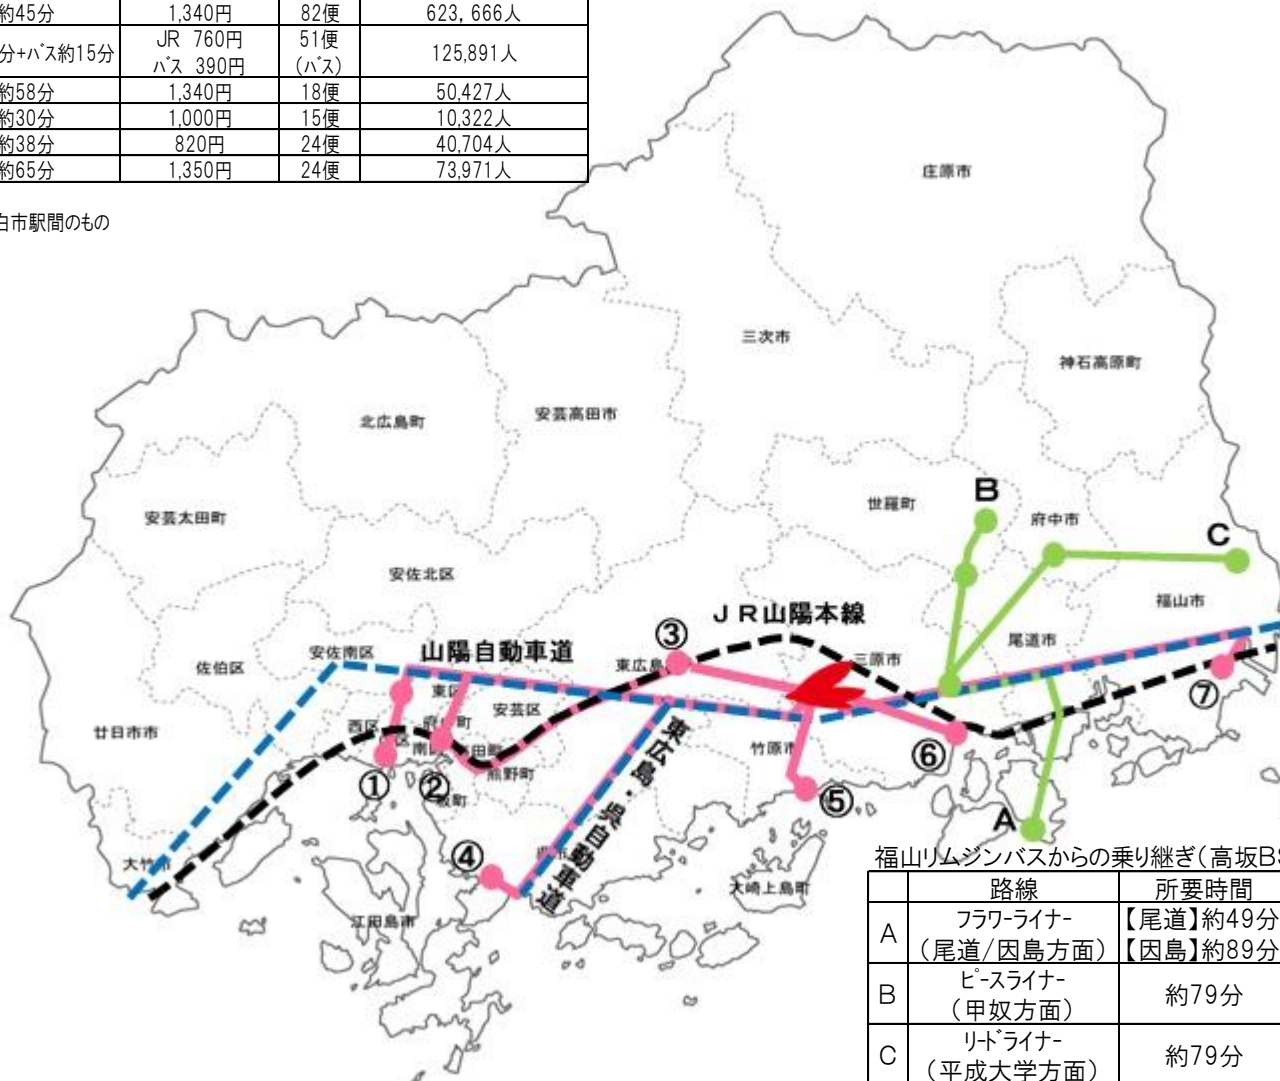 約45分 1,340円 82便 623,666人
分+バス約15分 JR 760円 51便 125,891人
バス 390円 (バス)
約58分 1,340円 18便 50,427人
約30分 1,000円 15便 10,322人
約38分 820円 24便 40,704人
約65分 1,350円 24便 73,971人
白市駅間のもの
庄原市
三次市
神石高原町
北広島町
安芸高田市
世羅町
B
府中市
安芸太田町
C
安佐北区
福山市
JR山陽本線
③
尾道市
安佐南区
山陽自動車道
三原市
佐伯区
東広島
東区
⑦
安芸区
西区
廿日市市
竹原市
⑥
熊野町
東広島・呉自動車道
①
②
⑤
A
④
大竹市
大崎上島町
江田島市
福山リムジンバスからの乗り継ぎ(高坂BS
路線 所要時間
A フラワーライナー 【尾道】約49分
(尾道/因島方面) 【因島】約89分
B ピースライナー 約79分
(甲奴方面)
C リードライナー 約79分
(平成大学方面)